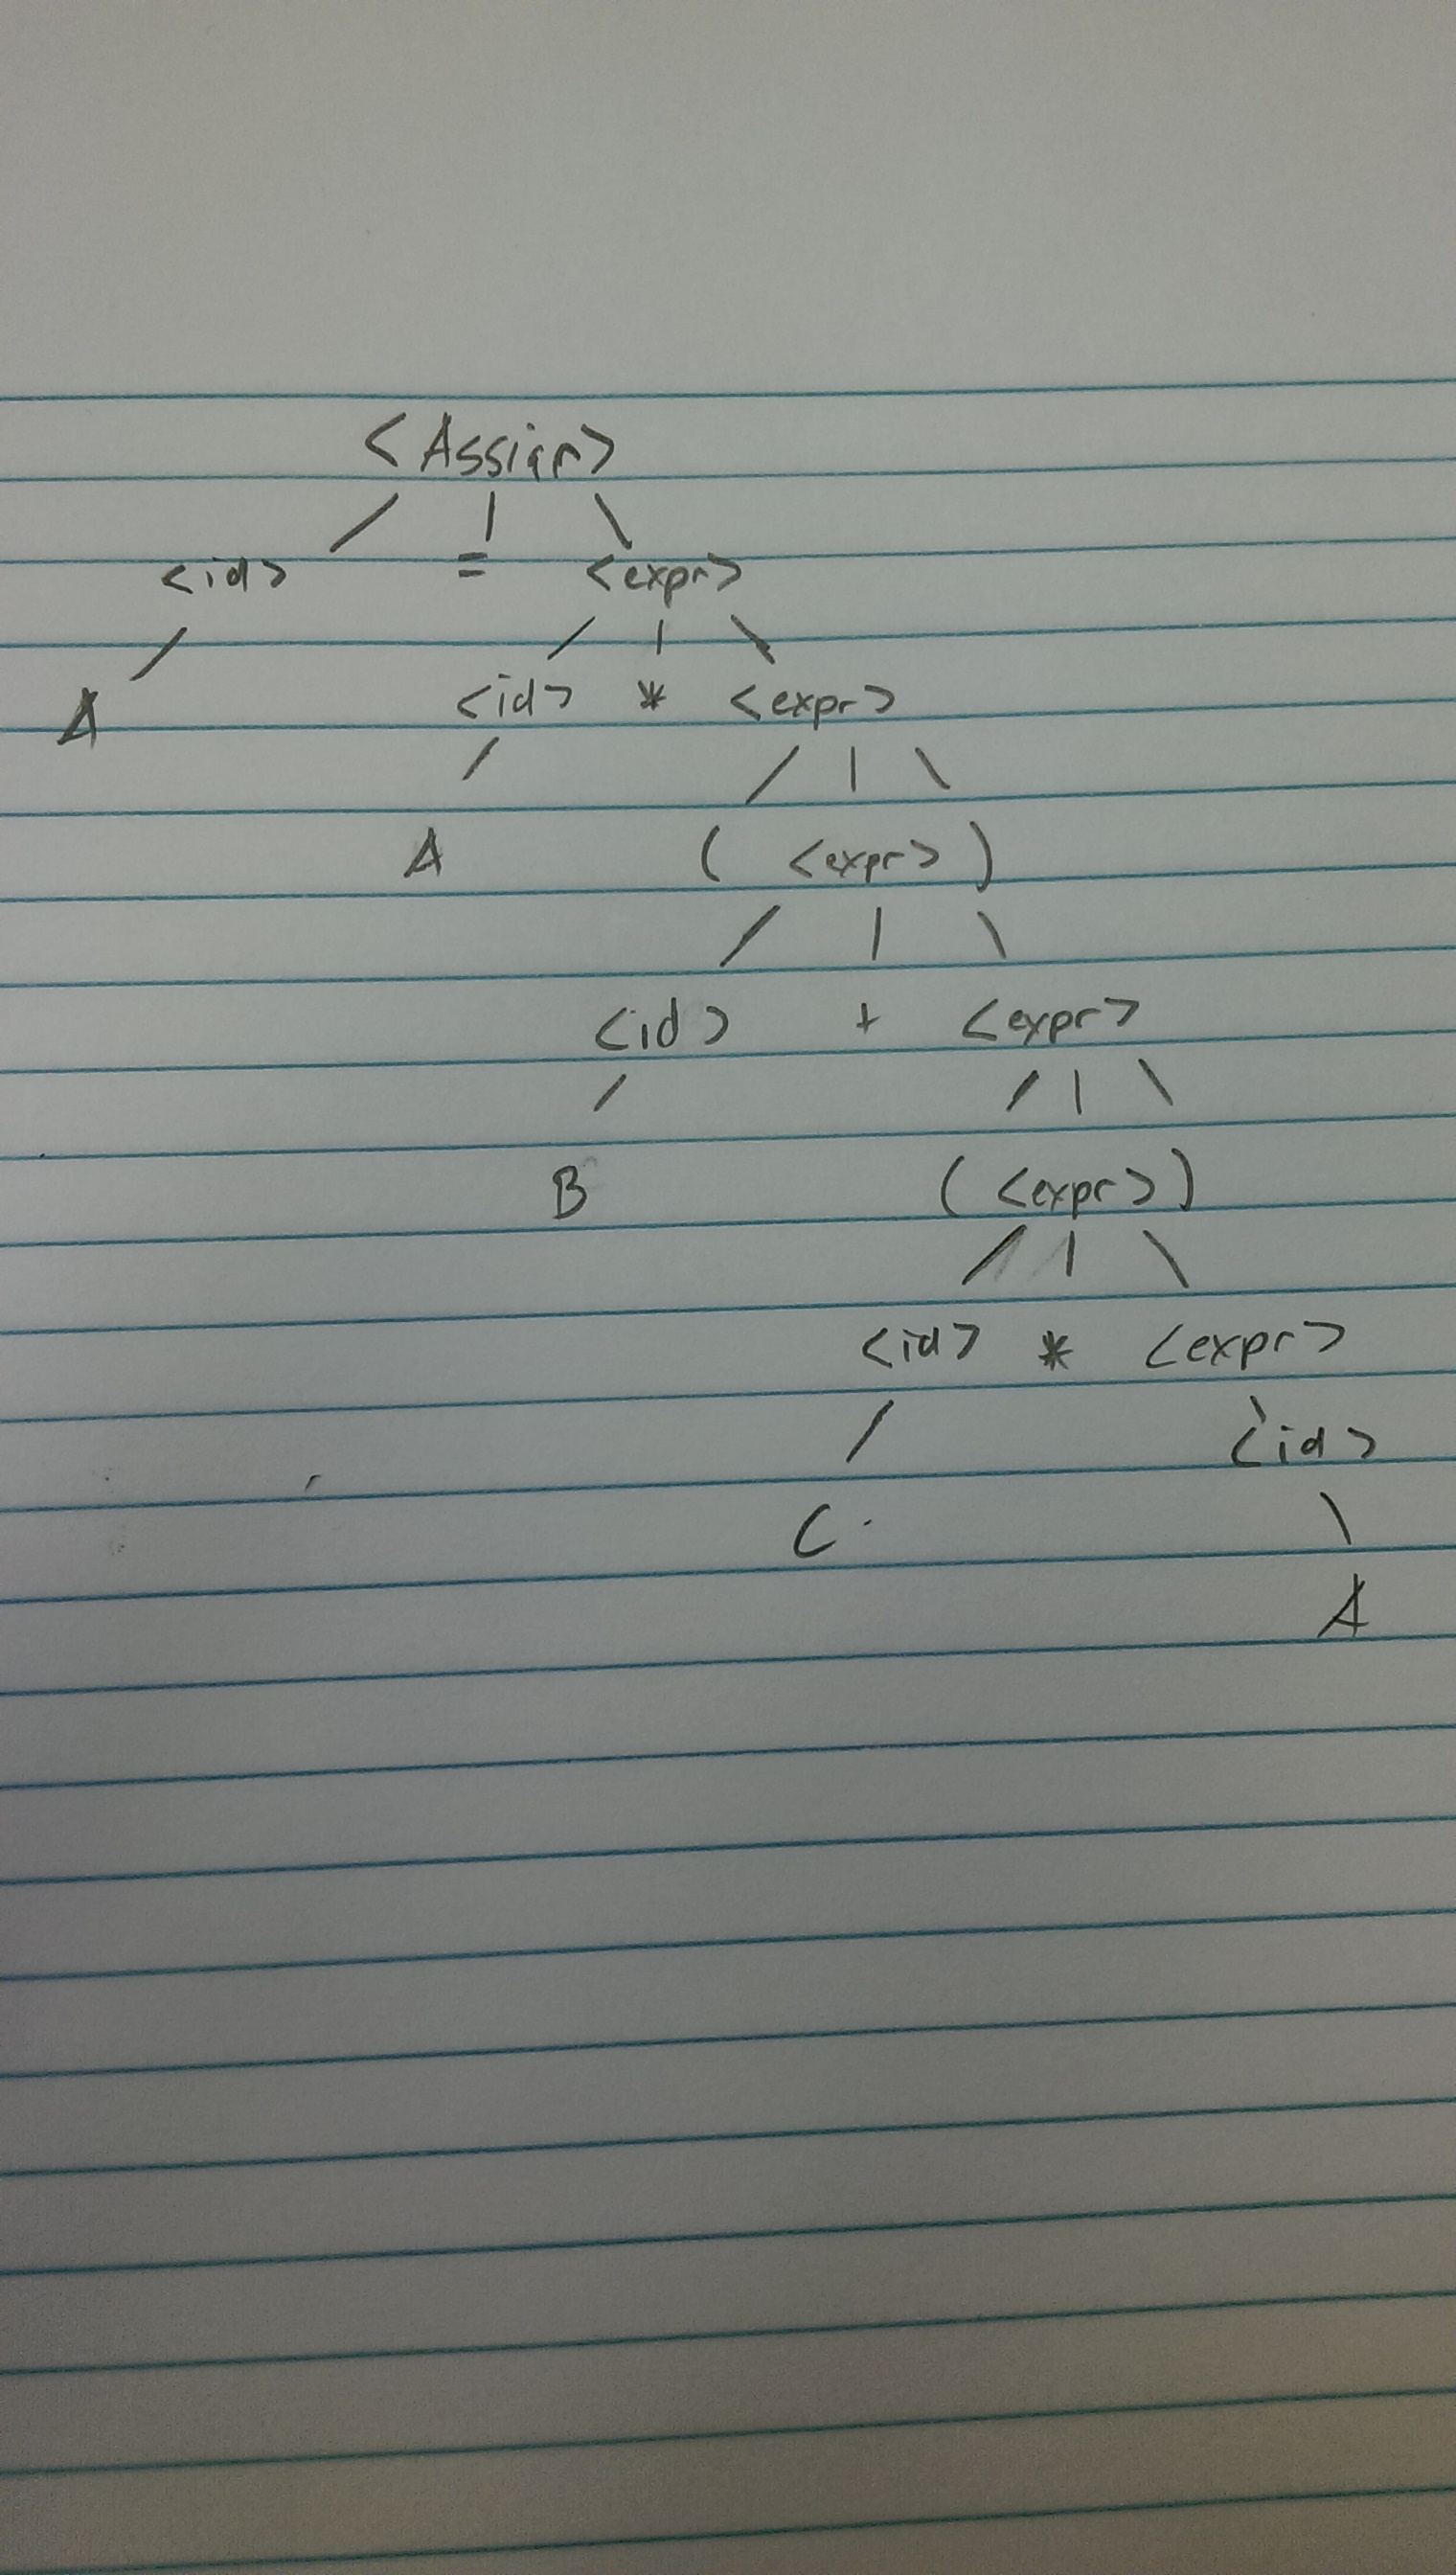 <Assign>
<id> = <expr>
A <id> * <expr>
A ( <expr> )
<id> + <expr>
B ( <expr> )
<id> * <expr>
<id>
C
A